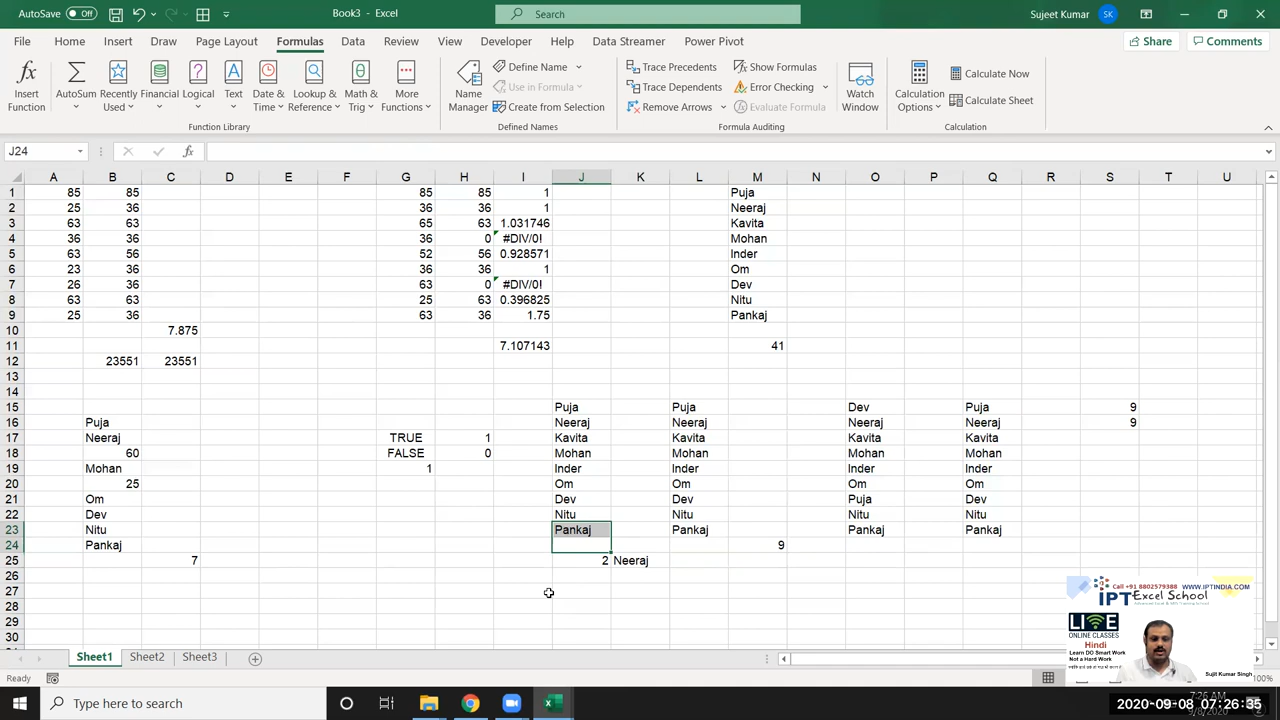 AutoSave Off Book3 - Excel Search Sujeet Kumar SK
File Home Insert Draw Page Layout Formulas Data Review View Developer Help Data Streamer Power Pivot Share Comments
fx Insert Function
AutoSum
Recently Used
Financial
Logical
Text
Date & Time
Lookup & Reference
Math & Trig
More Functions
Function Library
Name Manager
Define Name
Use in Formula
Create from Selection
Defined Names
Trace Precedents
Trace Dependents
Remove Arrows
Show Formulas
Error Checking
Evaluate Formula
Formula Auditing
Watch Window
Calculation Options
Calculate Now
Calculate Sheet
Calculation
J24 fx
A B C D E F G H I J K L M N O P Q R S T U
1 85 85 85 85 1 Puja
2 25 36 36 36 1 Neeraj
3 63 63 65 63 1.031746 Kavita
4 36 36 36 0 #DIV/0! Mohan
5 63 56 52 56 0.928571 Inder
6 23 36 36 36 1 Om
7 26 36 63 0 #DIV/0! Dev
8 63 63 25 63 0.396825 Nitu
9 25 36 63 36 1.75 Pankaj
10 7.875
11 7.107143 41
12 23551 23551
13
14
15 Puja Puja Dev Puja 9
16 Puja Neeraj Neeraj Neeraj Neeraj 9
17 Neeraj TRUE 1 Kavita Kavita Kavita Kavita
18 60 FALSE 0 Mohan Mohan Mohan Mohan
19 Mohan 1 Inder Inder Inder Inder
20 25 Om Om Om Om
21 Om Dev Dev Puja Dev
22 Dev Nitu Nitu Nitu Nitu
23 Nitu Pankaj Pankaj Pankaj Pankaj
24 Pankaj 9
25 7 2 Neeraj
26
27
28
29
30
Call +91 8802579388 WWW.IPTINDIA.COM
IPT Excel School
LIVE
ONLINE CLASSES
Hindi
Learn DO Smart Work
Not a Hard Work
Sujit Kumar Singh
Sheet1 Sheet2 Sheet3
Ready 100%
Type here to search
2020-09-08 07:26:35